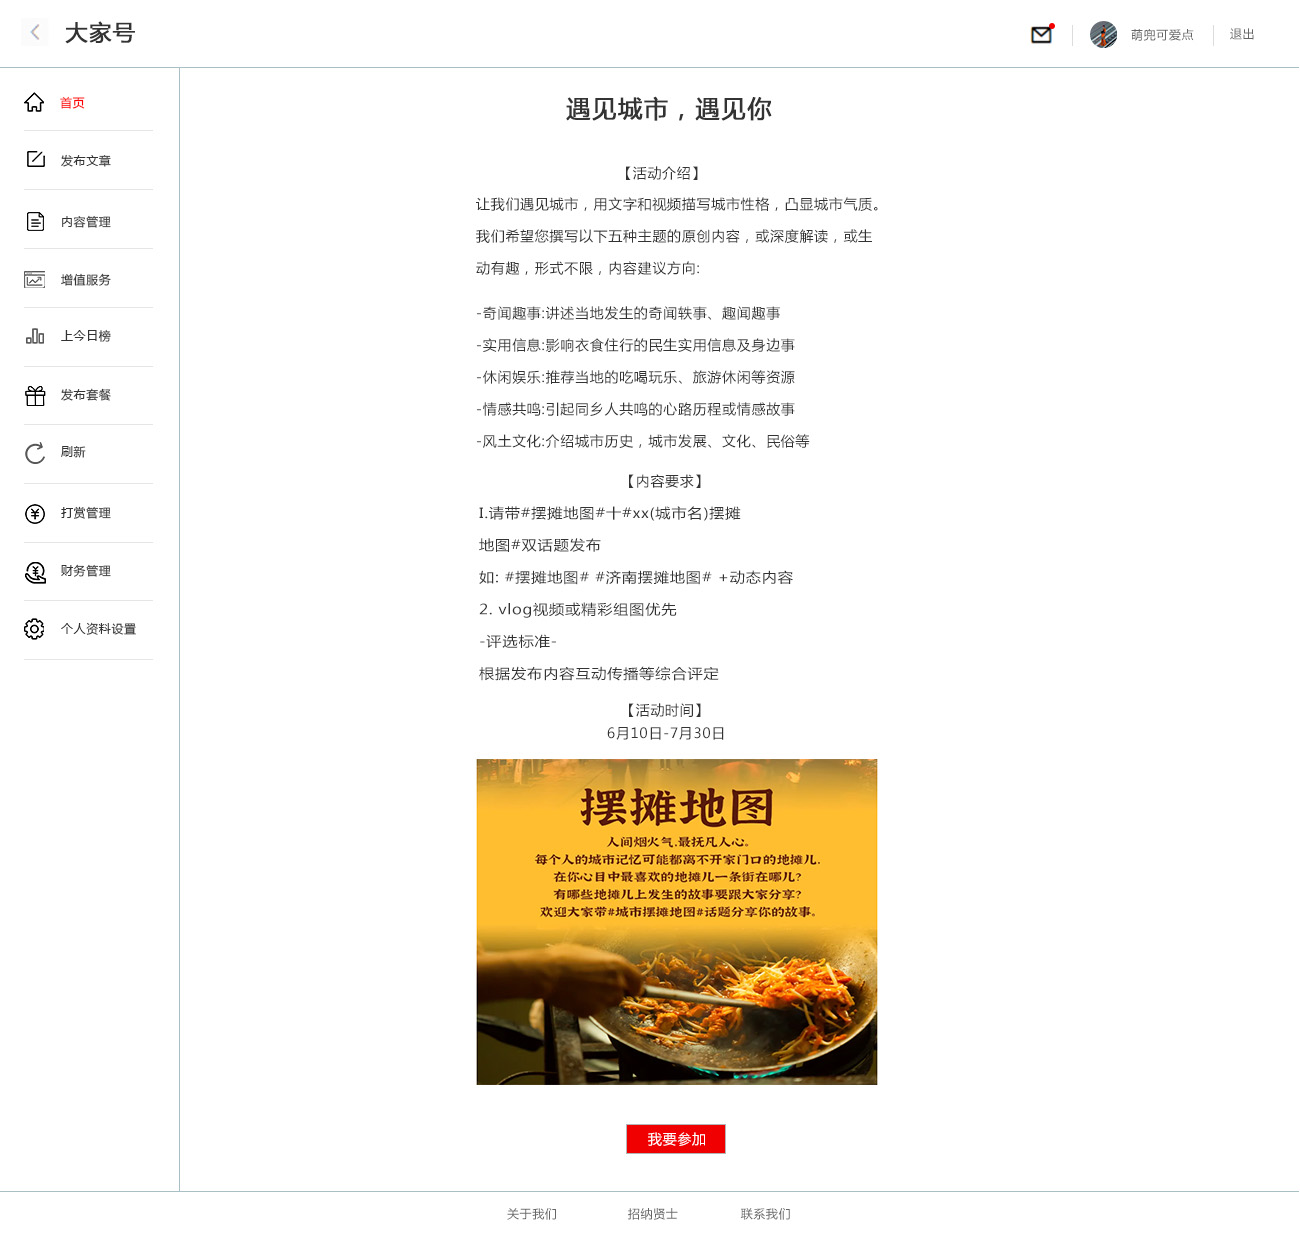 大家号
萌兜可爱点
退出
首页
发布文章
内容管理
增值服务
上今日榜
发布套餐
刷新
打赏管理
财务管理
个人资料设置
遇见城市，遇见你
【活动介绍】
让我们遇见城市，用文字和视频描写城市性格，凸显城市气质。
我们希望您撰写以下五种主题的原创内容，或深度解读，或生
动有趣，形式不限，内容建议方向:
-奇闻趣事:讲述当地发生的奇闻轶事、趣闻趣事
-实用信息:影响衣食住行的民生实用信息及身边事
-休闲娱乐:推荐当地的吃喝玩乐、旅游休闲等资源
-情感共鸣:引起同乡人共鸣的心路历程或情感故事
-风土文化:介绍城市历史，城市发展、文化、民俗等
【内容要求】
I.请带#摆摊地图#十#xx(城市名)摆摊
地图#双话题发布
如: #摆摊地图# #济南摆摊地图# +动态内容
2. vlog视频或精彩组图优先
-评选标准-
根据发布内容互动传播等综合评定
【活动时间】
6月10日-7月30日
摆摊地图
人间烟火气,最抚凡人心。
每个人的城市记忆可能都离不开家门口的地摊儿,
在你心目中最喜欢的地摊儿一条街在哪儿?
有哪些地摊儿上发生的故事要跟大家分享?
欢迎大家带#城市摆摊地图#话题分享你的故事。
我要参加
关于我们
招纳贤士
联系我们